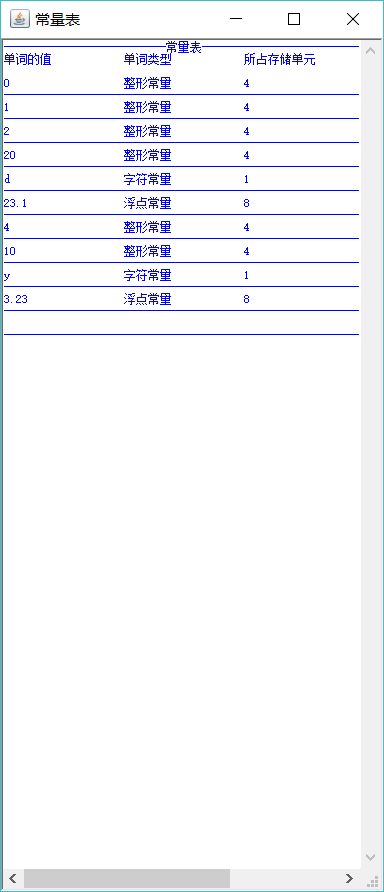 常量表
常量表
单词的值 单词类型 所占存储单元
0 整形常量 4
1 整形常量 4
2 整形常量 4
20 整形常量 4
d 字符常量 1
23.1 浮点常量 8
4 整形常量 4
10 整形常量 4
y 字符常量 1
3.23 浮点常量 8